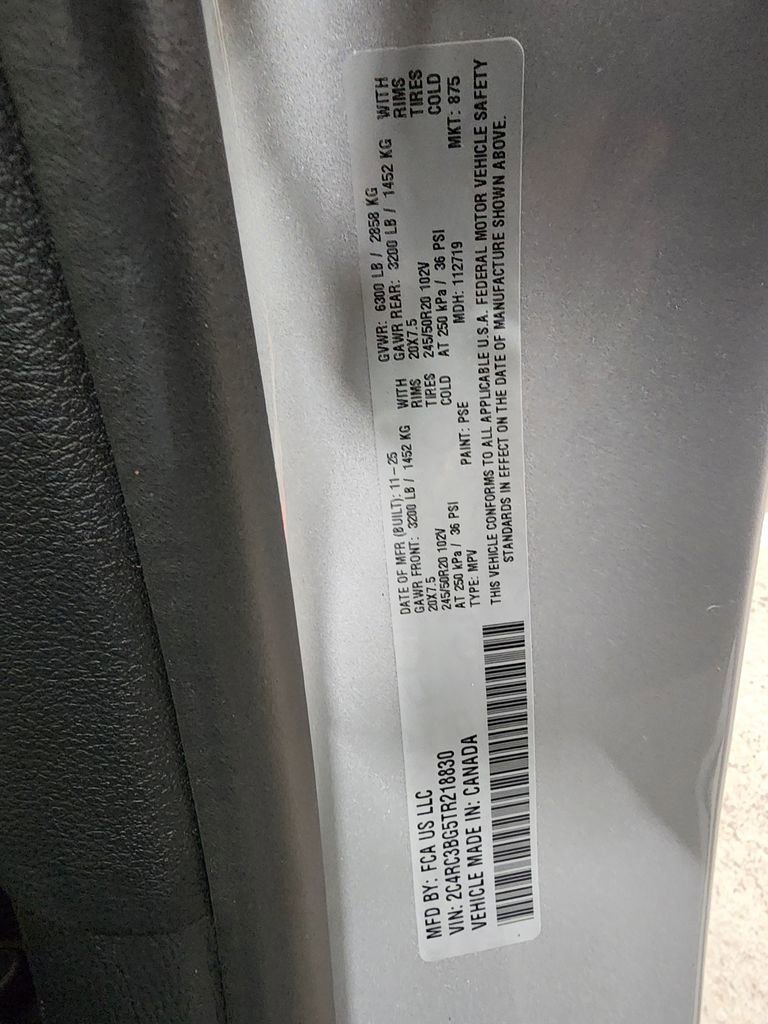 MFD BY: FCA US LLC
VIN: 2C4RC3BG5TR218830
VEHICLE MADE IN: CANADA
DATE OF MFR (BUILT): 11-25 GVWR: 6300 LB / 2858 KG
GAWR FRONT: 3200 LB / 1452 KG WITH GAWR REAR: 3200 LB / 1452 KG WITH
20X7.5 RIMS 20X7.5 RIMS
245/50R20 102V TIRES 245/50R20 102V TIRES
AT 250 kPa / 36 PSI COLD AT 250 kPa / 36 PSI COLD
TYPE: MPV PAINT: PSE MDH: 112719 MKT: 875
THIS VEHICLE CONFORMS TO ALL APPLICABLE U.S.A. FEDERAL MOTOR VEHICLE SAFETY
STANDARDS IN EFFECT ON THE DATE OF MANUFACTURE SHOWN ABOVE.